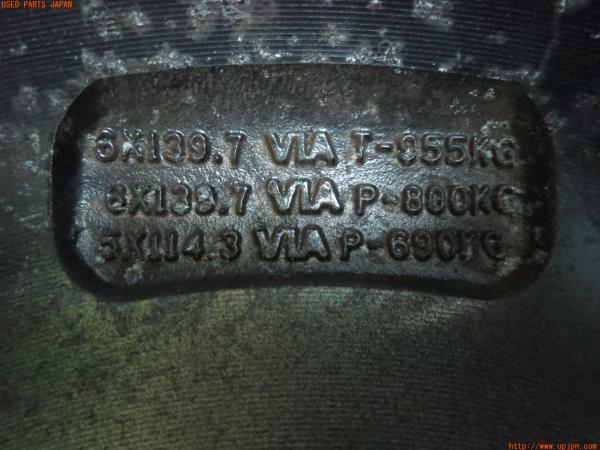 USED PARTS JAPAN
6X139.7 VIA T-955KG
6X139.7 VIA P-800KG
5X114.3 VIA P-690KG
http://www.upjpn.com/